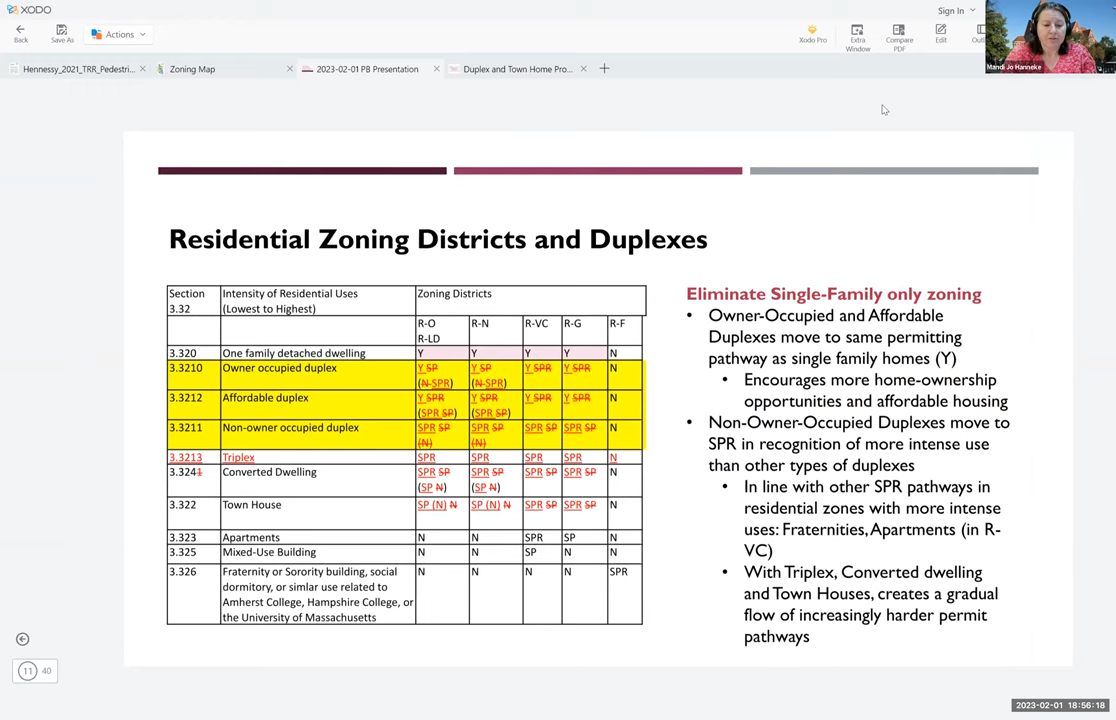 XODO
Sign In
Back
Save As
Actions
Xodo Pro
Extra Window
Compare PDF
Edit
Mandi Jo Hanneke
Hennessy_2021_TRR_Pedestri...
Zoning Map
2023-02-01 PB Presentation
Duplex and Town Home Pro...
Residential Zoning Districts and Duplexes
Section 3.32 Intensity of Residential Uses (Lowest to Highest) Zoning Districts
R-O R-LD R-N R-VC R-G R-F
3.320 One family detached dwelling Y Y Y Y N
3.3210 Owner occupied duplex Y SP (N SPR) Y SP (N SPR) Y SPR Y SPR N
3.3212 Affordable duplex Y SPR (SPR SP) Y SPR (SPR SP) Y SPR Y SPR N
3.3211 Non-owner occupied duplex SPR SP (N) SPR SP (N) SPR SP SPR SP N
3.3213 Triplex SPR SPR SPR SPR N
3.3241 Converted Dwelling SPR SP (SP N) SPR SP (SP N) SPR SP SPR SP N
3.322 Town House SP (N) N SP (N) N SPR SP SPR SP N
3.323 Apartments N N SPR SP N
3.325 Mixed-Use Building N N SP N N
3.326 Fraternity or Sorority building, social dormitory, or simlar use related to Amherst College, Hampshire College, or the University of Massachusetts N N N N SPR
Eliminate Single-Family only zoning
• Owner-Occupied and Affordable
Duplexes move to same permitting
pathway as single family homes (Y)
• Encourages more home-ownership
opportunities and affordable housing
• Non-Owner-Occupied Duplexes move to
SPR in recognition of more intense use
than other types of duplexes
• In line with other SPR pathways in
residential zones with more intense
uses: Fraternities, Apartments (in R-
VC)
• With Triplex, Converted dwelling
and Town Houses, creates a gradual
flow of increasingly harder permit
pathways
11 40
2023-02-01 18:56:18